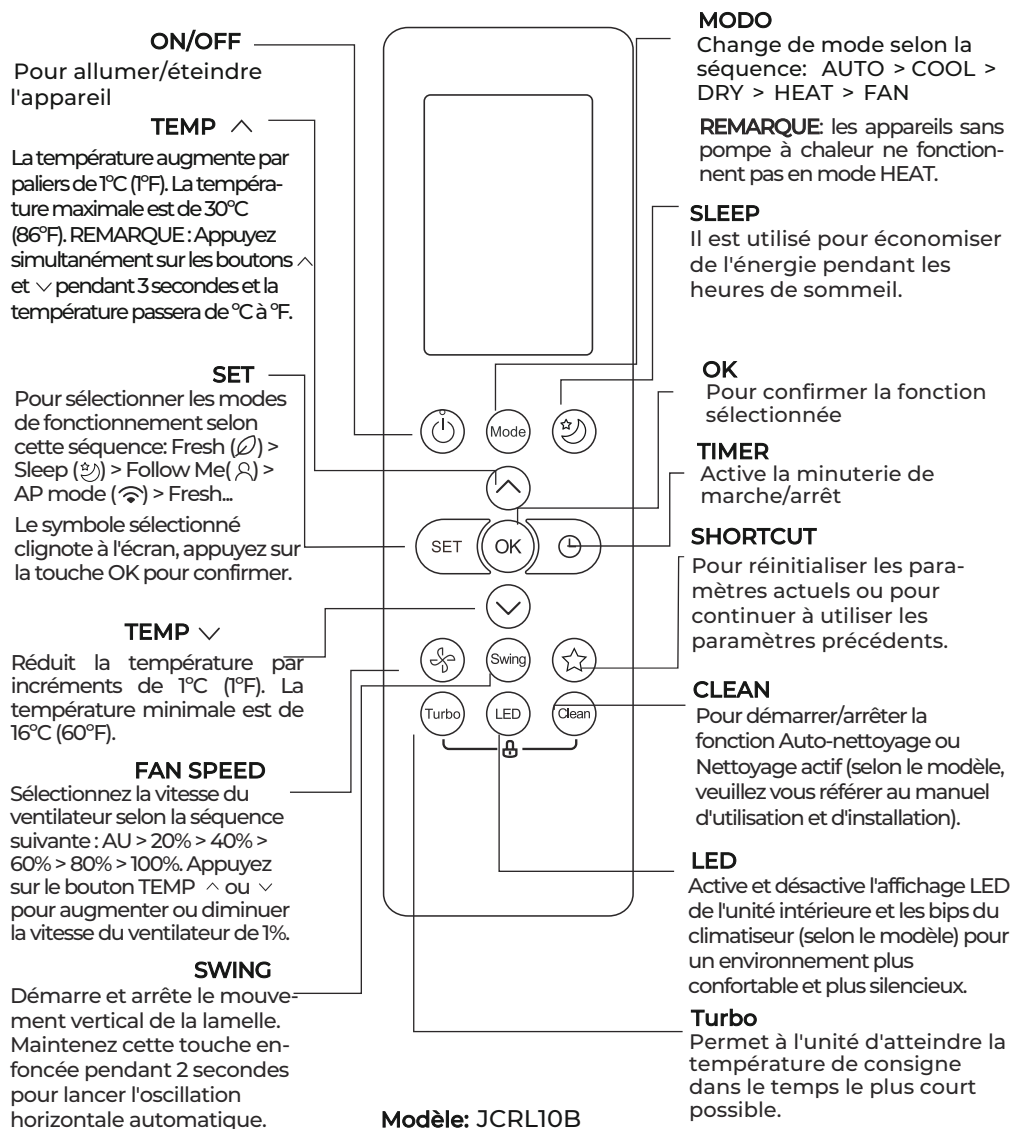 ON/OFF
Pour allumer/éteindre
l'appareil
TEMP ︿
La température augmente par
paliers de 1°C (1°F). La tempéra-
ture maximale est de 30°C
(86°F). REMARQUE : Appuyez
simultanément sur les boutons ︿
et ﹀ pendant 3 secondes et la
température passera de °C à °F.
SET
Pour sélectionner les modes
de fonctionnement selon
cette séquence: Fresh ( ) >
Sleep ( ) > Follow Me( ) >
AP mode ( ) > Fresh...
Le symbole sélectionné
clignote à l'écran, appuyez sur
la touche OK pour confirmer.
TEMP ﹀
Réduit la température par
incréments de 1°C (1°F). La
température minimale est de
16°C (60°F).
FAN SPEED
Sélectionnez la vitesse du
ventilateur selon la séquence
suivante : AU > 20% > 40% >
60% > 80% > 100%. Appuyez
sur le bouton TEMP ︿ ou ﹀
pour augmenter ou diminuer
la vitesse du ventilateur de 1%.
SWING
Démarre et arrête le mouve-
ment vertical de la lamelle.
Maintenez cette touche en-
foncée pendant 2 secondes
pour lancer l'oscillation
horizontale automatique.
Mode
SET
OK
Swing
Turbo
LED
Clean
Modèle: JCRL10B
MODO
Change de mode selon la
séquence: AUTO > COOL >
DRY > HEAT > FAN
REMARQUE: les appareils sans
pompe à chaleur ne fonction-
nent pas en mode HEAT.
SLEEP
Il est utilisé pour économiser
de l'énergie pendant les
heures de sommeil.
OK
Pour confirmer la fonction
sélectionnée
TIMER
Active la minuterie de
marche/arrêt
SHORTCUT
Pour réinitialiser les para-
mètres actuels ou pour
continuer à utiliser les
paramètres précédents.
CLEAN
Pour démarrer/arrêter la
fonction Auto-nettoyage ou
Nettoyage actif (selon le modèle,
veuillez vous référer au manuel
d'utilisation et d'installation).
LED
Active et désactive l'affichage LED
de l'unité intérieure et les bips du
climatiseur (selon le modèle) pour
un environnement plus
confortable et plus silencieux.
Turbo
Permet à l'unité d'atteindre la
température de consigne
dans le temps le plus court
possible.